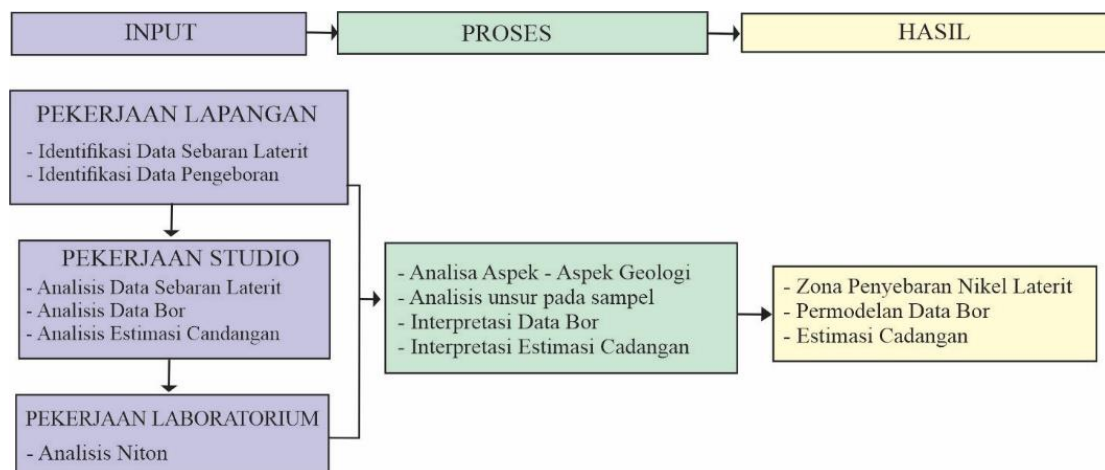 INPUT
PROSES
HASIL
PEKERJAAN LAPANGAN
- Identifikasi Data Sebaran Laterit
- Identifikasi Data Pengeboran
PEKERJAAN STUDIO
- Analisis Data Sebaran Laterit
- Analisis Data Bor
- Analisis Estimasi Candangan
PEKERJAAN LABORATORIUM
- Analisis Niton
- Analisa Aspek - Aspek Geologi
- Analisis unsur pada sampel
- Interpretasi Data Bor
- Interpretasi Estimasi Cadangan
- Zona Penyebaran Nikel Laterit
- Permodelan Data Bor
- Estimasi Cadangan